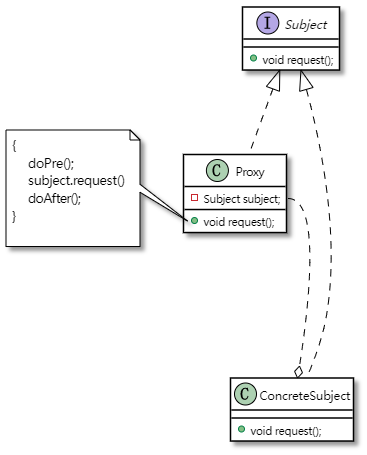 I Subject
void request();
{
doPre();
subject.request()
doAfter();
}
C Proxy
Subject subject;
void request();
C ConcreteSubject
void request();